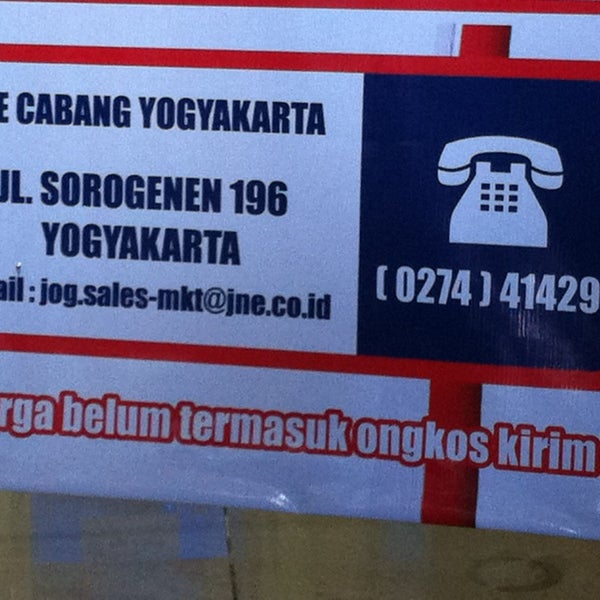 E CABANG YOGYAKARTA
JL. SOROGENEN 196
YOGYAKARTA
ail : jog.sales-mkt@jne.co.id
( 0274 ) 41429
rga belum termasuk ongkos kirim